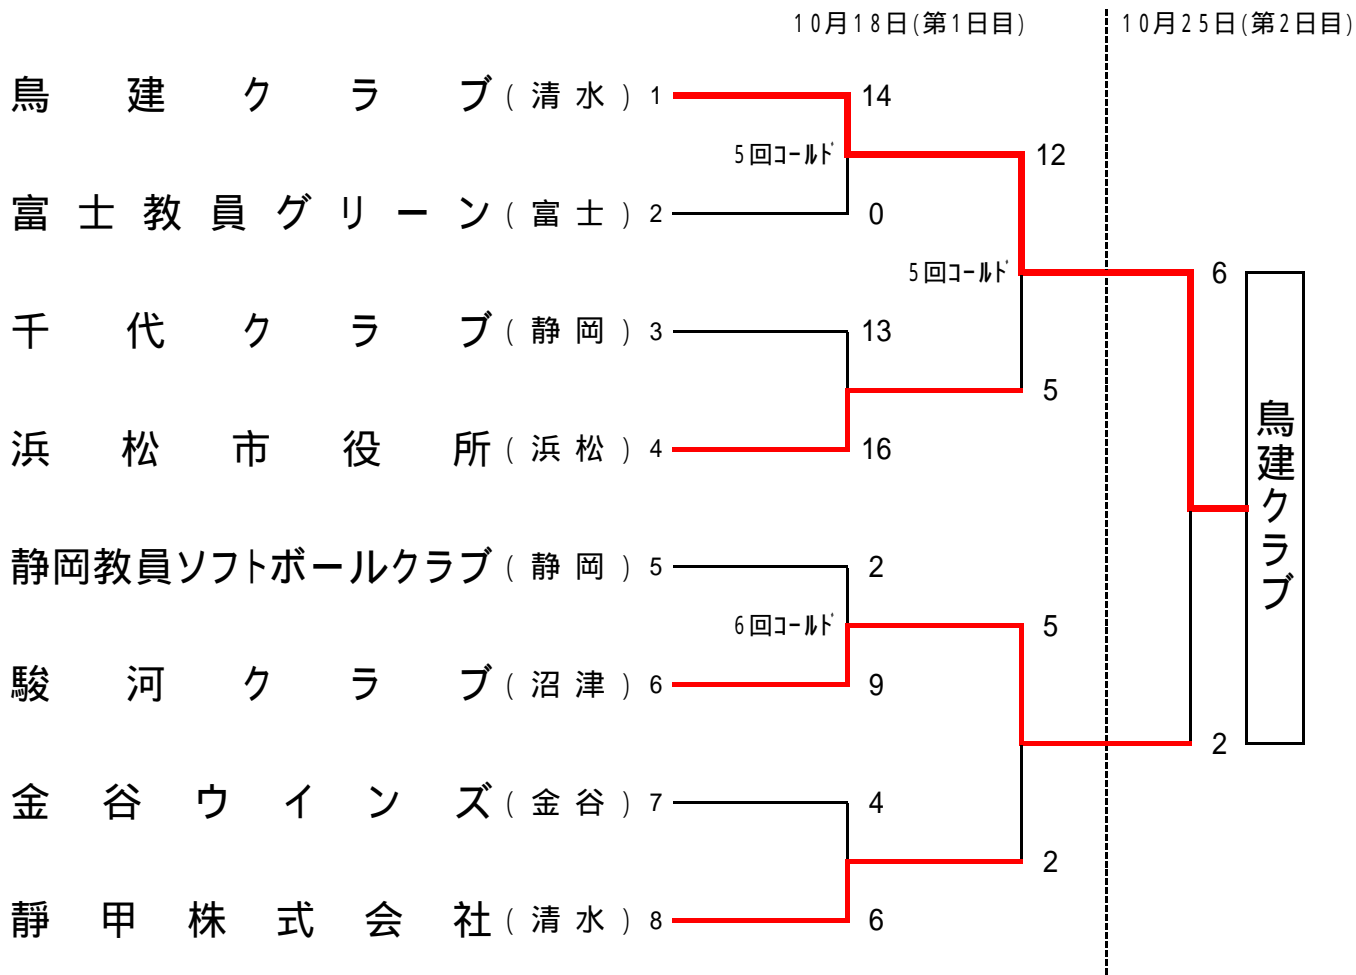 10月18日(第1日目) 10月25日(第2日目)
鳥建クラブ(清水) 1 14
5回コールド 12
富士教員グリーン(富士) 2 0
5回コールド 6
千代クラブ(静岡) 3 13
5
浜松市役所(浜松) 4 16
鳥建クラブ
静岡教員ソフトボールクラブ(静岡) 5 2
6回コールド 5
駿河クラブ(沼津) 6 9
2
金谷ウインズ(金谷) 7 4
2
靜甲株式会社(清水) 8 6